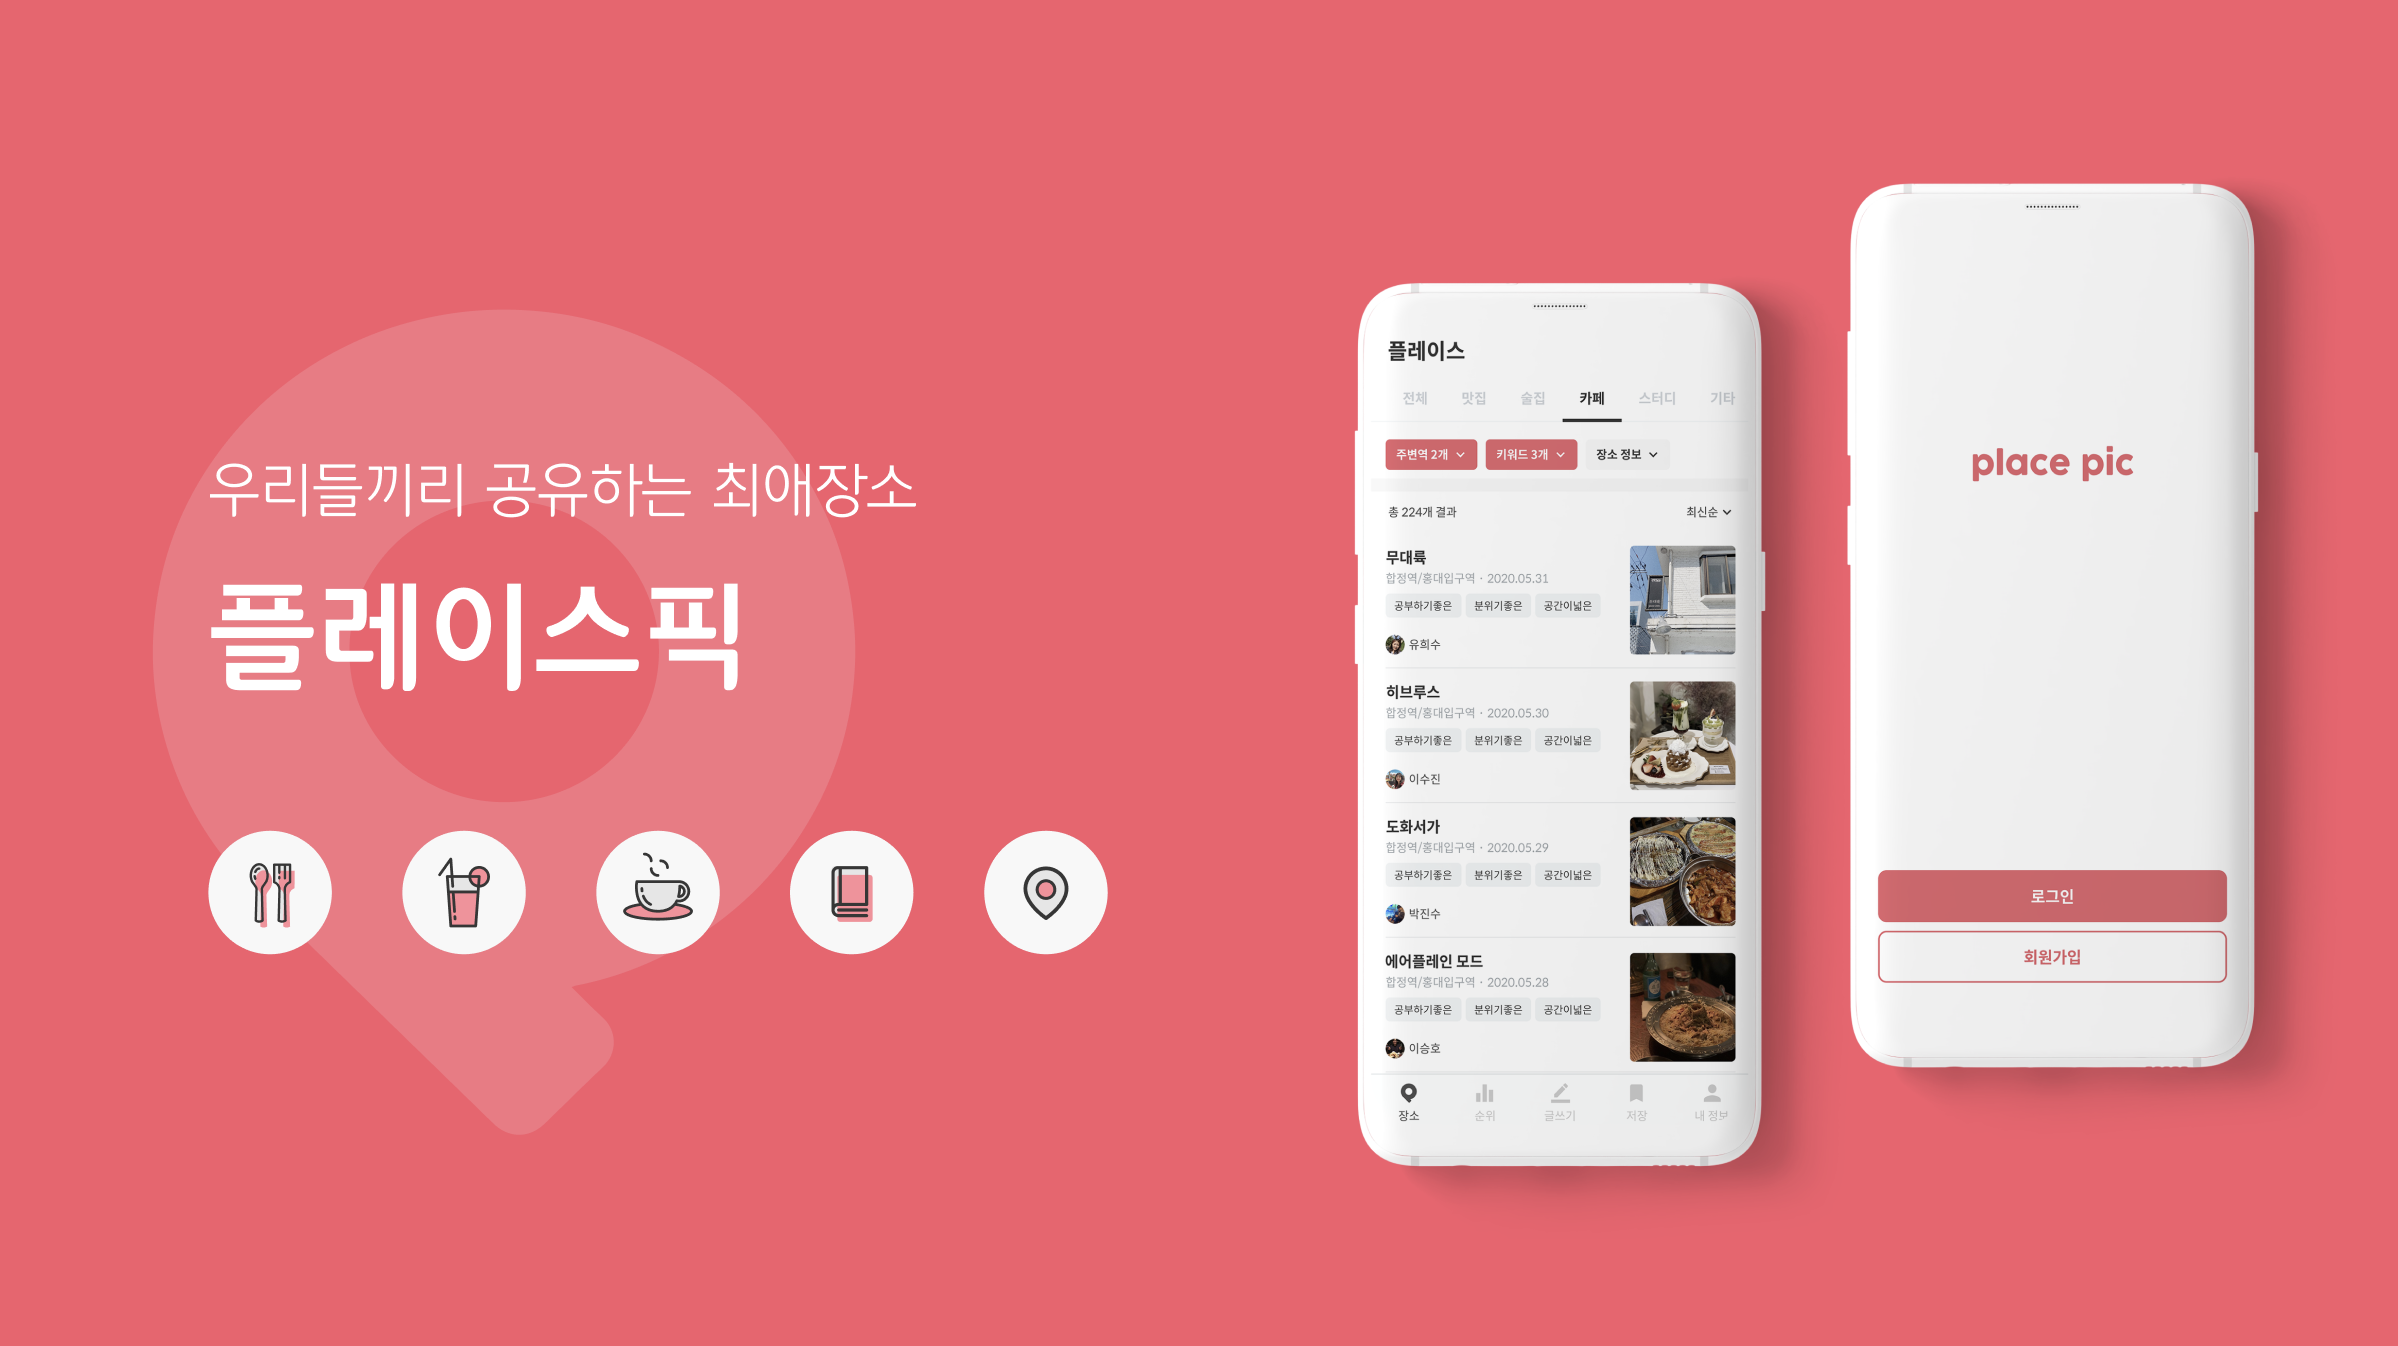 우리들끼리 공유하는 최애장소
플레이스픽
플레이스
전체 맛집 술집 카페 스터디 기타
주변역 2개 키워드 3개 장소 정보
총 224개 결과 최신순
무대륙
합정역/홍대입구역 · 2020.05.31
공부하기좋은 분위기좋은 공간이넓은
유희수
히브루스
합정역/홍대입구역 · 2020.05.30
공부하기좋은 분위기좋은 공간이넓은
이수진
도화서가
합정역/홍대입구역 · 2020.05.29
공부하기좋은 분위기좋은 공간이넓은
박진수
에어플레인 모드
합정역/홍대입구역 · 2020.05.28
공부하기좋은 분위기좋은 공간이넓은
이승호
장소 순위 글쓰기 저장 내 정보
place pic
로그인
회원가입